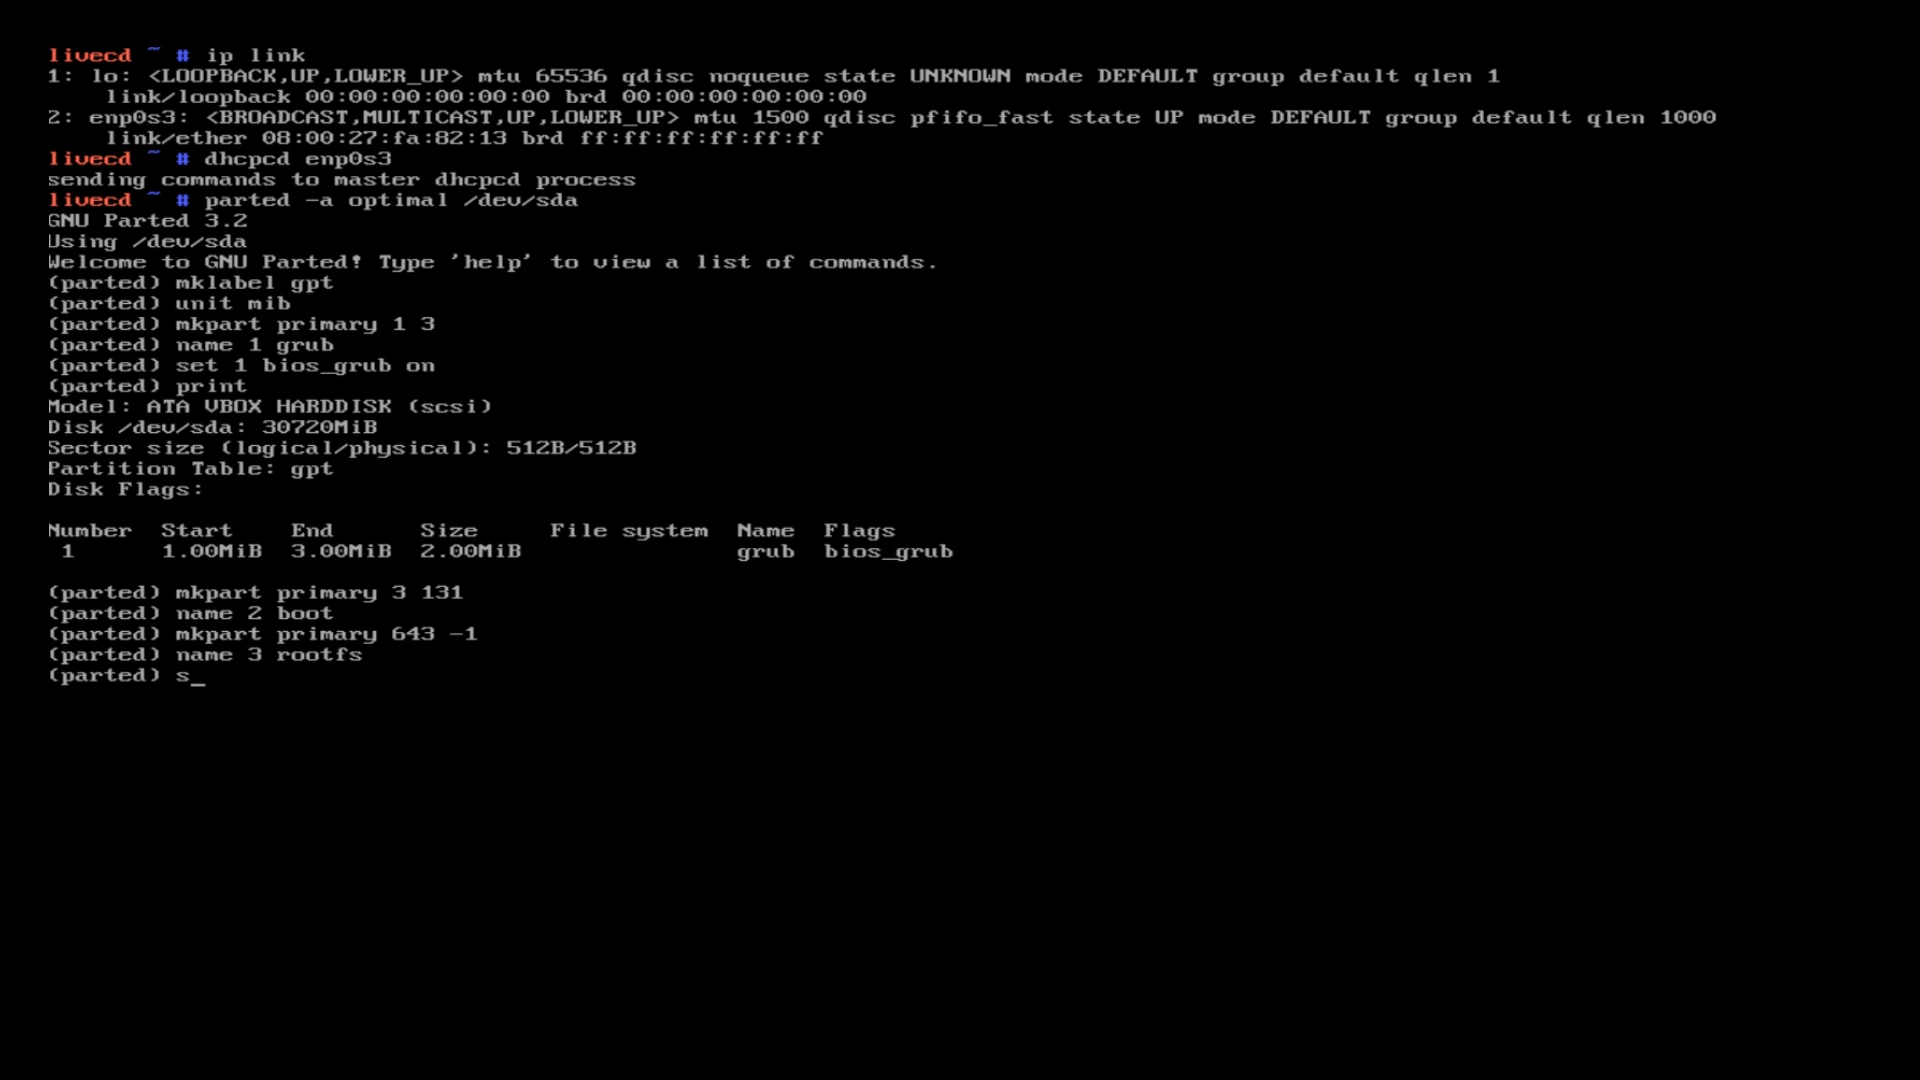 livecd ~ # ip link
1: lo: <LOOPBACK,UP,LOWER_UP> mtu 65536 qdisc noqueue state UNKNOWN mode DEFAULT group default qlen 1
    link/loopback 00:00:00:00:00:00 brd 00:00:00:00:00:00
2: enp0s3: <BROADCAST,MULTICAST,UP,LOWER_UP> mtu 1500 qdisc pfifo_fast state UP mode DEFAULT group default qlen 1000
    link/ether 08:00:27:fa:82:13 brd ff:ff:ff:ff:ff:ff
livecd ~ # dhcpcd enp0s3
sending commands to master dhcpcd process
livecd ~ # parted -a optimal /dev/sda
GNU Parted 3.2
Using /dev/sda
Welcome to GNU Parted! Type 'help' to view a list of commands.
(parted) mklabel gpt
(parted) unit mib
(parted) mkpart primary 1 3
(parted) name 1 grub
(parted) set 1 bios_grub on
(parted) print
Model: ATA VBOX HARDDISK (scsi)
Disk /dev/sda: 30720MiB
Sector size (logical/physical): 512B/512B
Partition Table: gpt
Disk Flags:
Number  Start    End      Size     File system  Name  Flags
 1      1.00MiB  3.00MiB  2.00MiB               grub  bios_grub
(parted) mkpart primary 3 131
(parted) name 2 boot
(parted) mkpart primary 643 -1
(parted) name 3 rootfs
(parted) s_